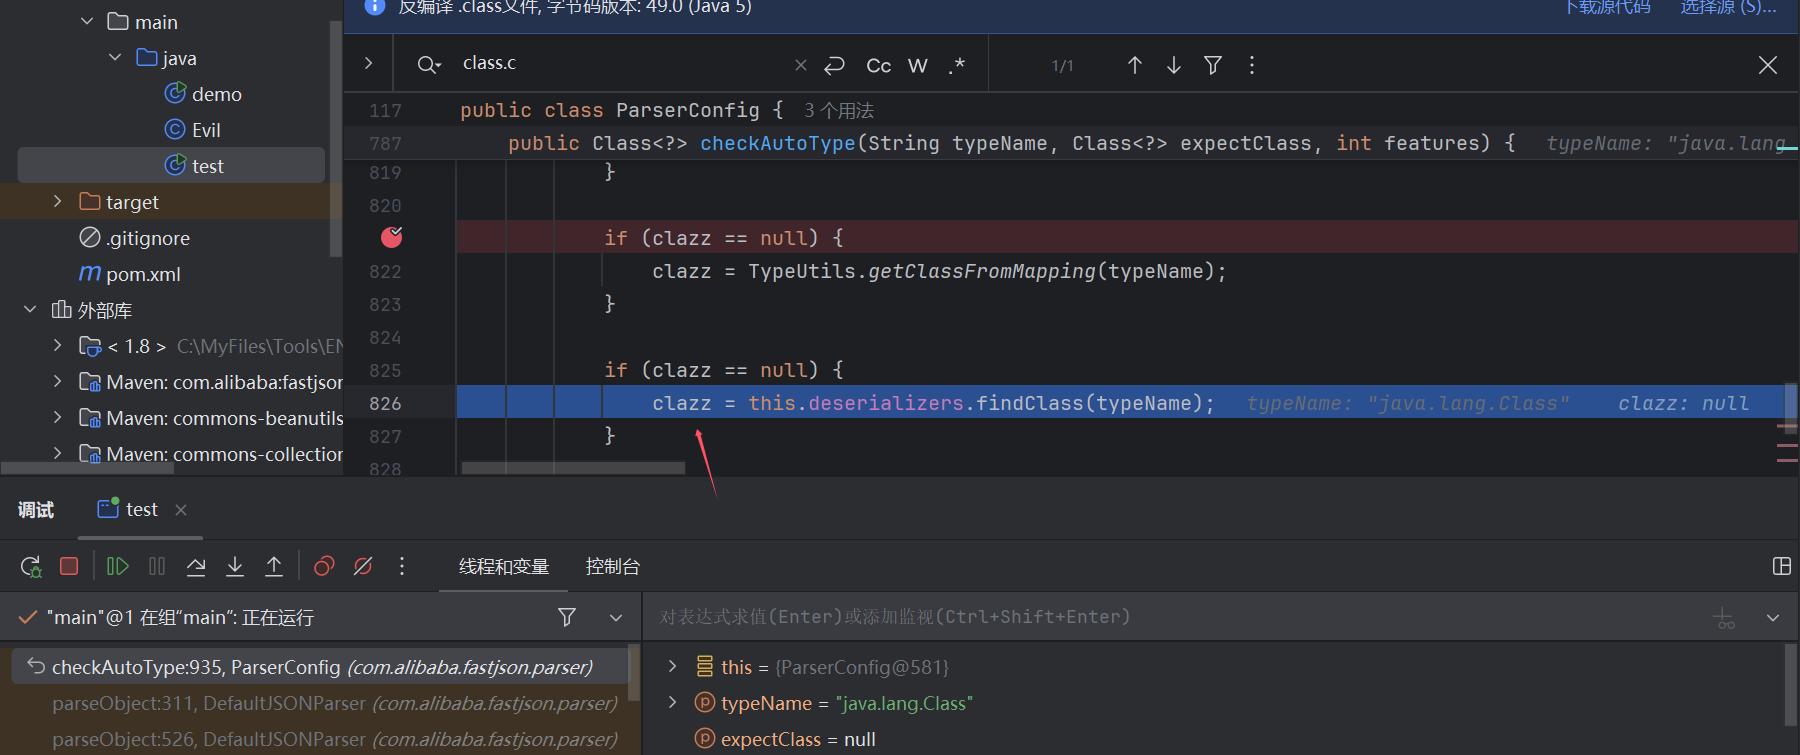 main
java
demo
Evil
test
target
.gitignore
pom.xml
外部库
< 1.8 > C:\MyFiles\Tools\EN
Maven: com.alibaba:fastjson
Maven: commons-beanutils
Maven: commons-collection
反编译 .class文件, 字节码版本: 49.0 (Java 5)
下载源代码 选择源 (S)...
class.c
Cc W .* 1/1
117 public class ParserConfig { 3 个用法
787 public Class<?> checkAutoType(String typeName, Class<?> expectClass, int features) { typeName: "java.lang
819 }
820
if (clazz == null) {
822 clazz = TypeUtils.getClassFromMapping(typeName);
823 }
824
825 if (clazz == null) {
826 clazz = this.deserializers.findClass(typeName); typeName: "java.lang.Class" clazz: null
827 }
828
调试 test
线程和变量 控制台
"main"@1 在组“main”: 正在运行
checkAutoType:935, ParserConfig (com.alibaba.fastjson.parser)
parseObject:311, DefaultJSONParser (com.alibaba.fastjson.parser)
parseObject:526, DefaultJSONParser (com.alibaba.fastjson.parser)
对表达式求值(Enter)或添加监视(Ctrl+Shift+Enter)
this = {ParserConfig@581}
typeName = "java.lang.Class"
expectClass = null